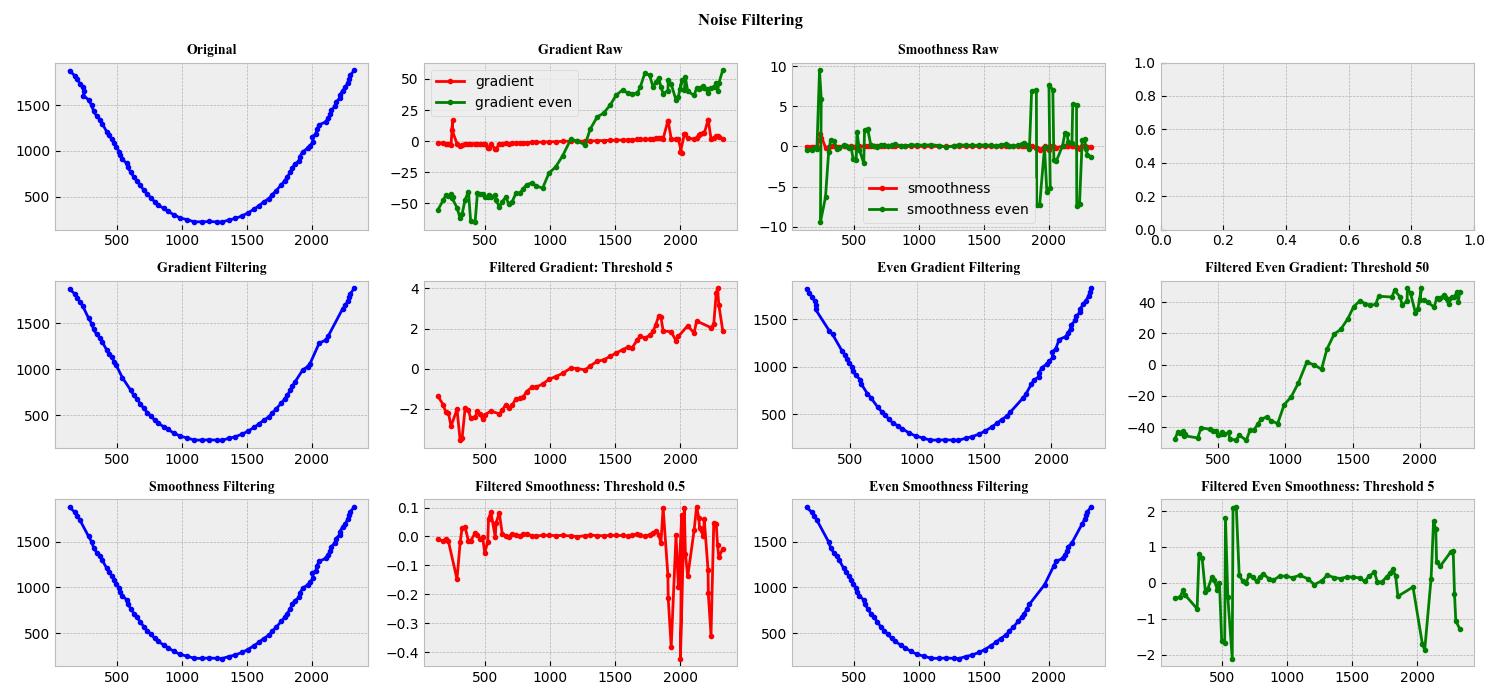 Noise Filtering
Original
Gradient Raw
Smoothness Raw
1500
1000
500
500 1000 1500 2000
50
25
0
−25
−50
gradient
gradient even
500 1000 1500 2000
10
5
0
−5
−10
smoothness
smoothness even
500 1000 1500 2000
1.0
0.8
0.6
0.4
0.2
0.0
0.0 0.2 0.4 0.6 0.8 1.0
Gradient Filtering
Filtered Gradient: Threshold 5
Even Gradient Filtering
Filtered Even Gradient: Threshold 50
1500
1000
500
500 1000 1500 2000
4
2
0
−2
500 1000 1500 2000
1500
1000
500
500 1000 1500 2000
40
20
0
−20
−40
500 1000 1500 2000
Smoothness Filtering
Filtered Smoothness: Threshold 0.5
Even Smoothness Filtering
Filtered Even Smoothness: Threshold 5
1500
1000
500
500 1000 1500 2000
0.1
0.0
−0.1
−0.2
−0.3
−0.4
500 1000 1500 2000
1500
1000
500
500 1000 1500 2000
2
1
0
−1
−2
500 1000 1500 2000